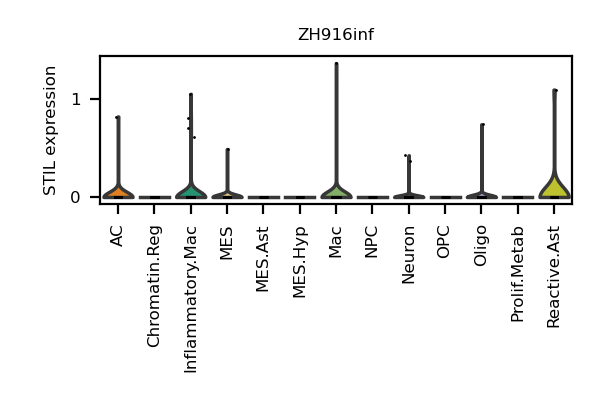 ZH916inf
STIL expression
1
0
AC
Chromatin.Reg
Inflammatory.Mac
MES
MES.Ast
MES.Hyp
Mac
NPC
Neuron
OPC
Oligo
Prolif.Metab
Reactive.Ast